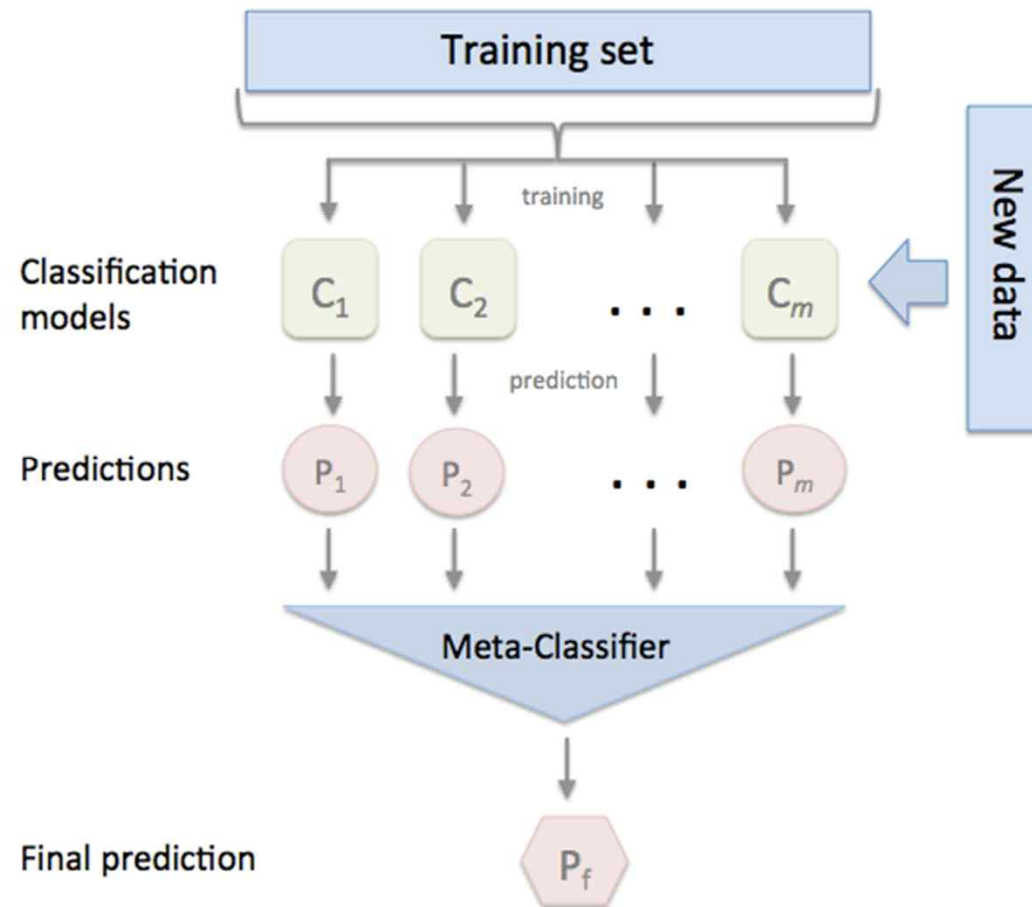 Training set
training
New data
Classification
models
C₁
C₂
. . .
Cₘ
prediction
Predictions
P₁
P₂
. . .
Pₘ
Meta-Classifier
Final prediction
P_f